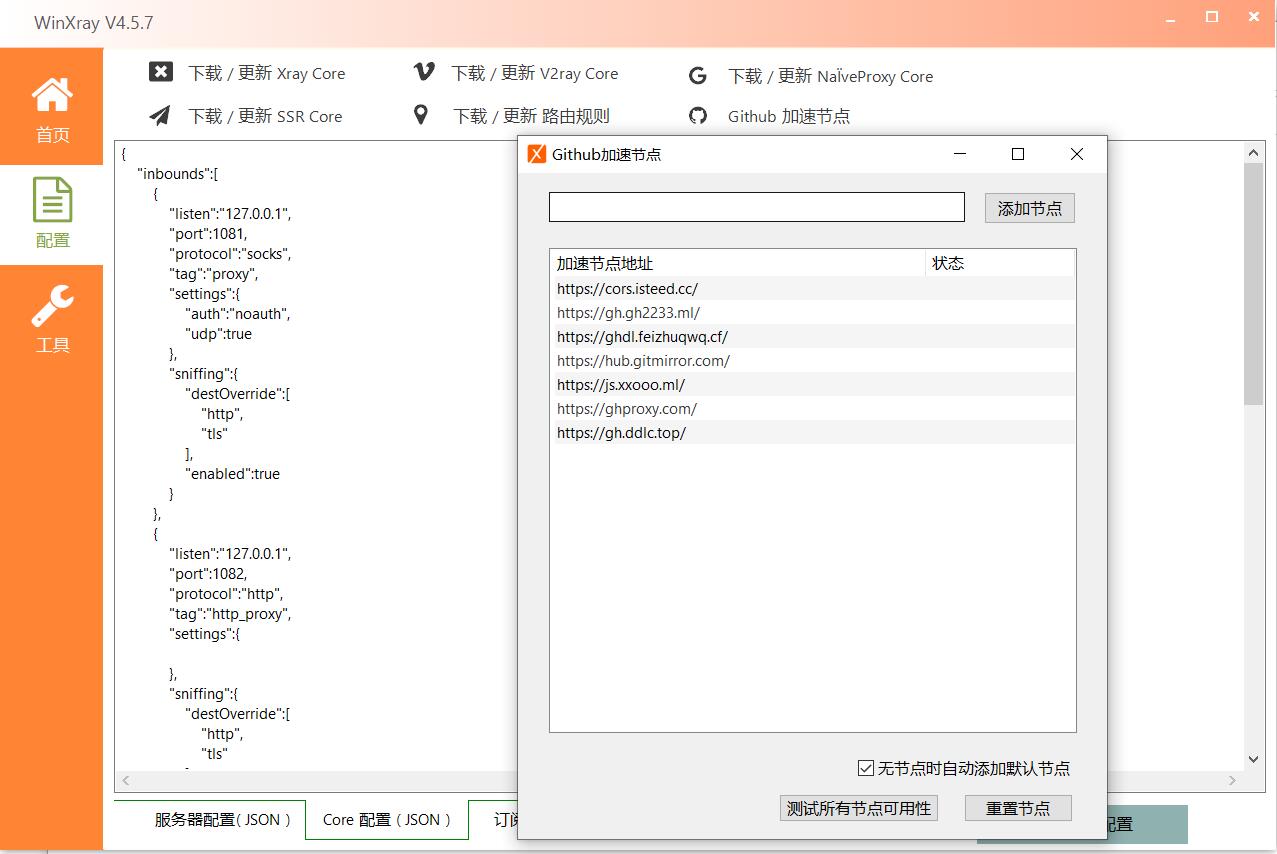 WinXray V4.5.7
首页
配置
工具
下载 / 更新 Xray Core
下载 / 更新 V2ray Core
下载 / 更新 NaïveProxy Core
下载 / 更新 SSR Core
下载 / 更新 路由规则
Github 加速节点
{
"inbounds":[
{
"listen":"127.0.0.1",
"port":1081,
"protocol":"socks",
"tag":"proxy",
"settings":{
"auth":"noauth",
"udp":true
},
"sniffing":{
"destOverride":[
"http",
"tls"
],
"enabled":true
}
},
{
"listen":"127.0.0.1",
"port":1082,
"protocol":"http",
"tag":"http_proxy",
"settings":{
},
"sniffing":{
"destOverride":[
"http",
"tls"
Github加速节点
添加节点
加速节点地址 状态
https://cors.isteed.cc/
https://gh.gh2233.ml/
https://ghdl.feizhuqwq.cf/
https://hub.gitmirror.com/
https://js.xxooo.ml/
https://ghproxy.com/
https://gh.ddlc.top/
无节点时自动添加默认节点
测试所有节点可用性
重置节点
服务器配置( JSON )
Core 配置 ( JSON )
订
配置